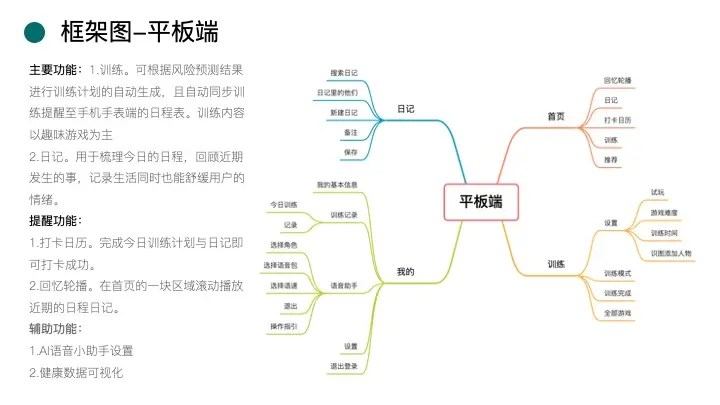 框架图-平板端
主要功能：1.训练。可根据风险预测结果
进行训练计划的自动生成，且自动同步训
练提醒至手机手表端的日程表。训练内容
以趣味游戏为主
2.日记。用于梳理今日的日程，回顾近期
发生的事，记录生活同时也能舒缓用户的
情绪。
提醒功能：
1.打卡日历。完成今日训练计划与日记即
可打卡成功。
2.回忆轮播。在首页的一块区域滚动播放
近期的日程日记。
辅助功能：
1.AI语音小助手设置
2.健康数据可视化
平板端
日记
搜索日记
日记里的他们
新建日记
备注
保存
我的
我的基本信息
训练记录
今日训练
记录
语音助手
选择角色
选择语音包
选择语速
退出
操作指引
设置
退出登录
首页
回忆轮播
日记
打卡日历
训练
推荐
训练
设置
试玩
游戏难度
训练时间
识图添加人物
训练模式
训练完成
全部游戏